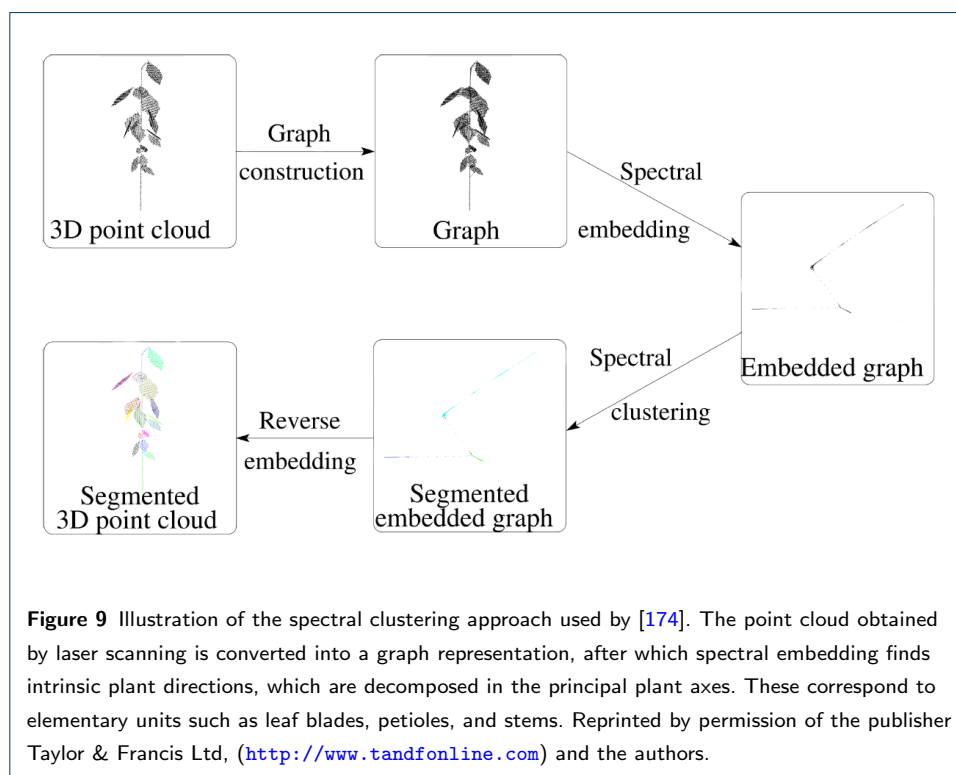 3D point cloud
Graph
construction
Graph
Spectral
embedding
Embedded graph
Spectral
clustering
Segmented
embedded graph
Reverse
embedding
Segmented
3D point cloud
Figure 9 Illustration of the spectral clustering approach used by [174]. The point cloud obtained
by laser scanning is converted into a graph representation, after which spectral embedding finds
intrinsic plant directions, which are decomposed in the principal plant axes. These correspond to
elementary units such as leaf blades, petioles, and stems. Reprinted by permission of the publisher
Taylor & Francis Ltd, (http://www.tandfonline.com) and the authors.